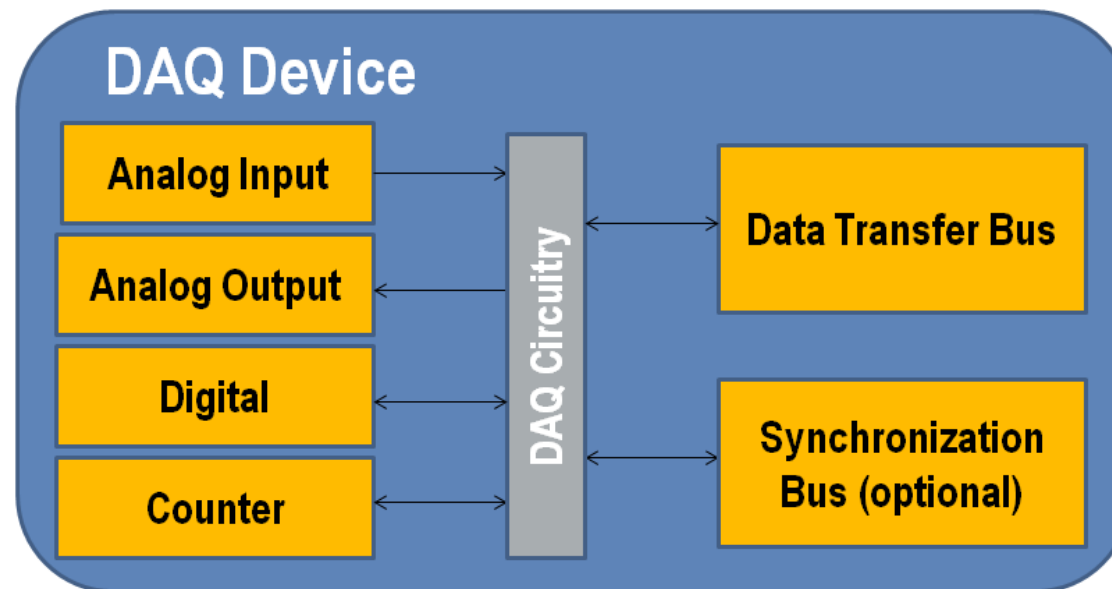 DAQ Device
Analog Input
Analog Output
Digital
Counter
DAQ Circuitry
Data Transfer Bus
Synchronization
Bus (optional)